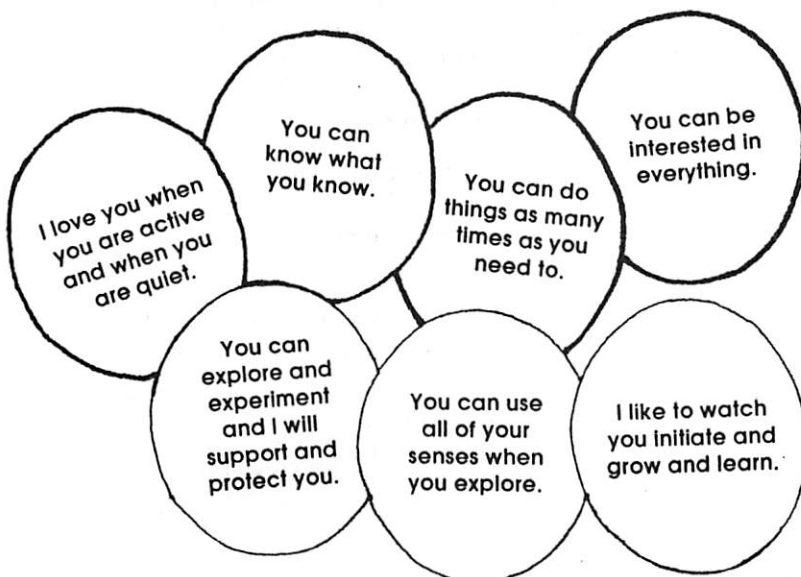 I love you when
you are active
and when you
are quiet.
You can
know what
you know.
You can do
things as many
times as you
need to.
You can be
interested in
everything.
You can
explore and
experiment
and I will
support and
protect you.
You can use
all of your
senses when
you explore.
I like to watch
you initiate and
grow and learn.